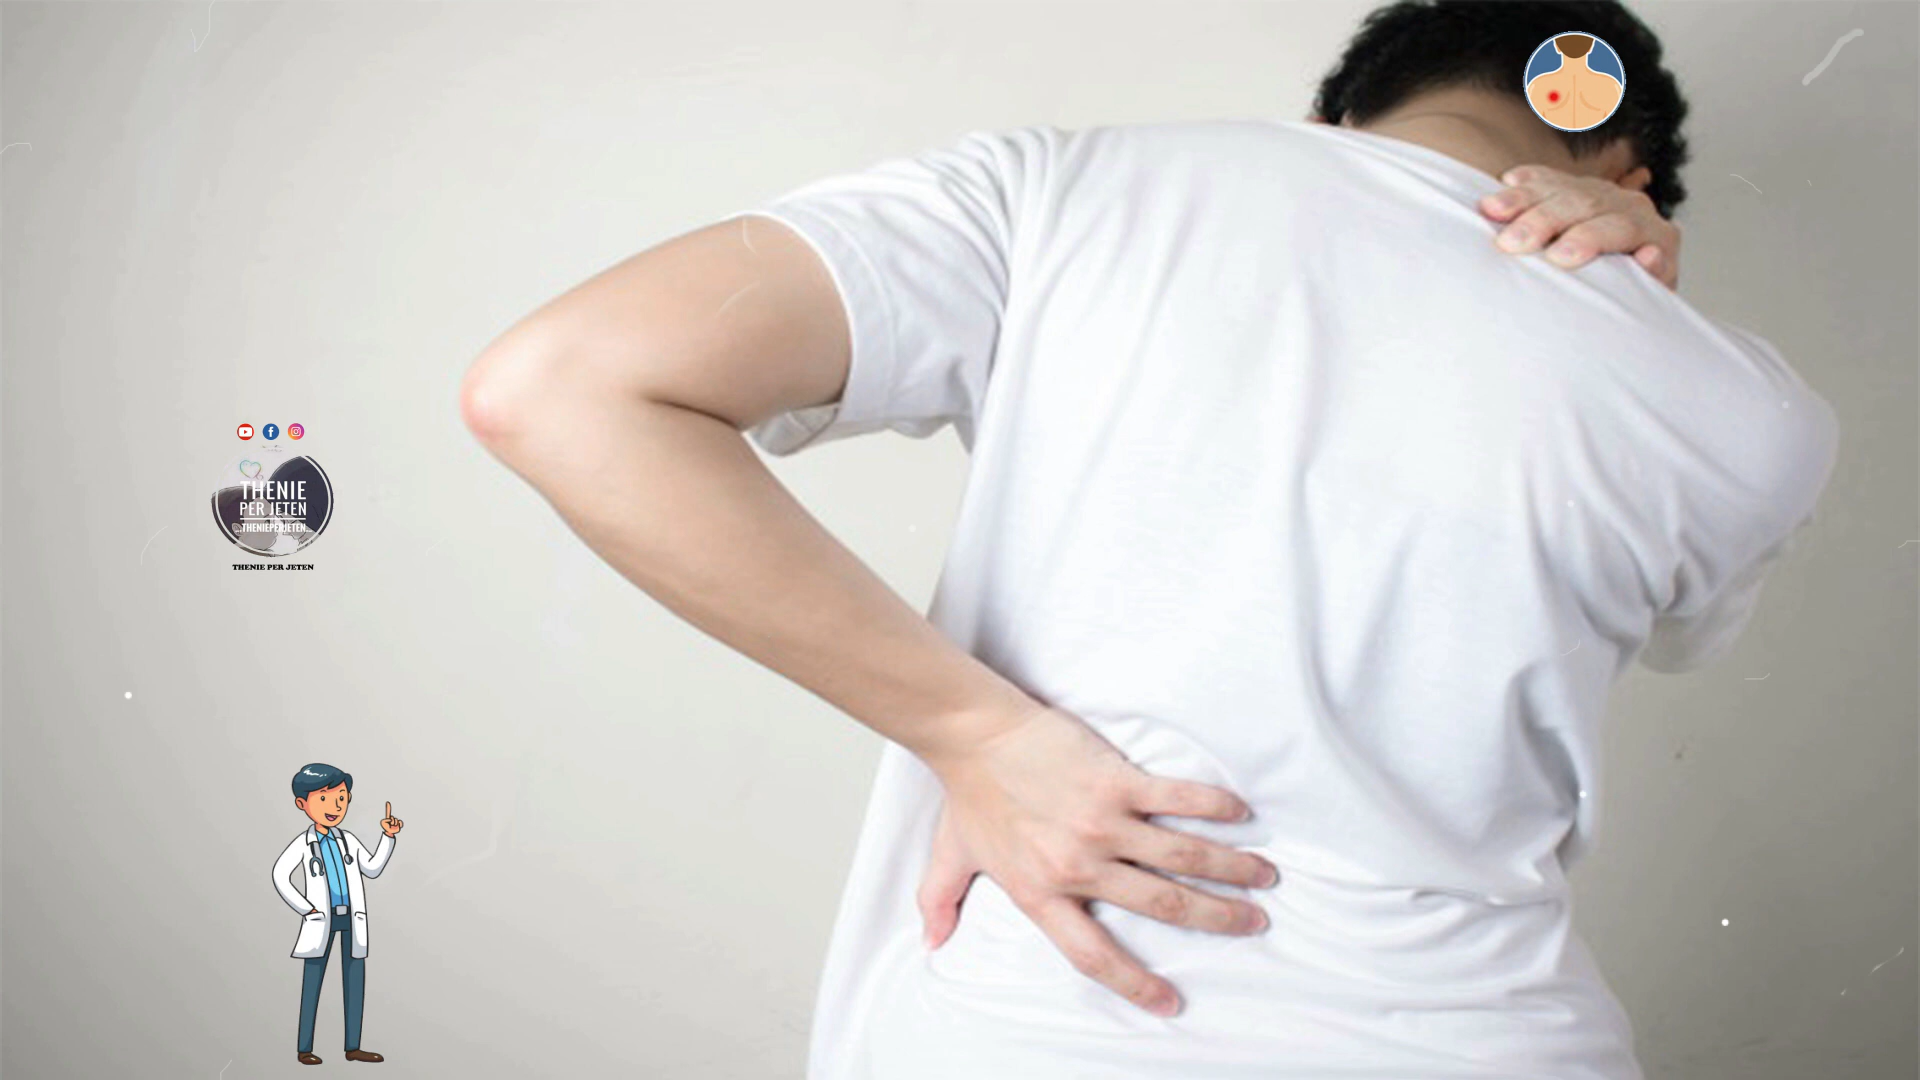 THENIE
PER JETEN
THENIEPERJETEN
THENIE PER JETEN